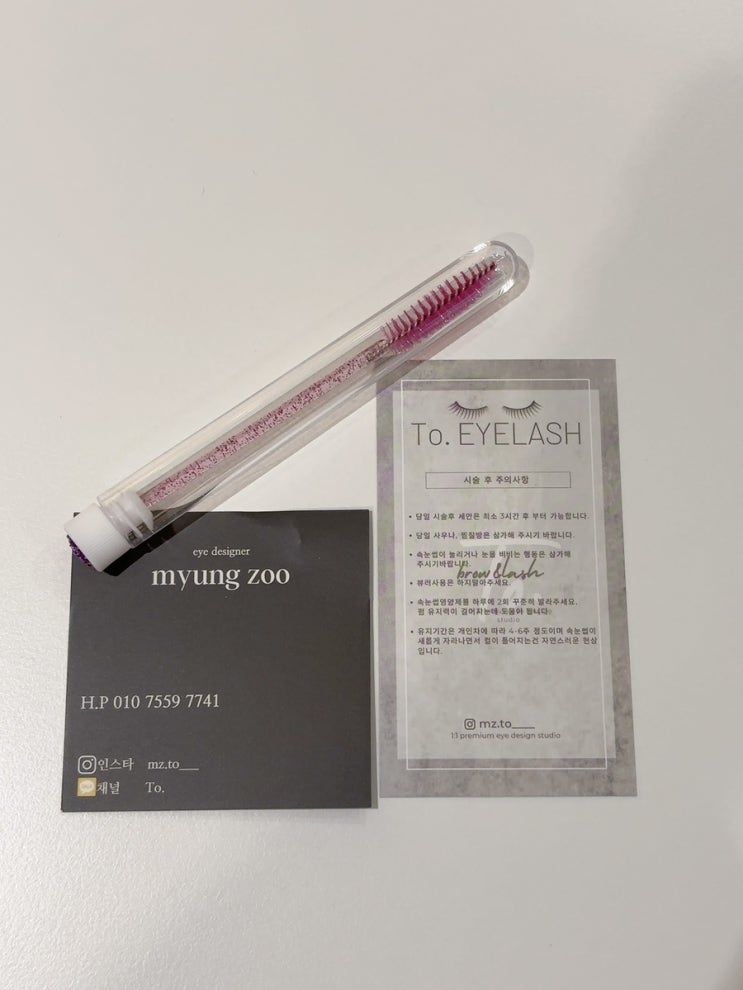 To. EYELASH
시술 후 주의사항
• 당일 시술후 세안은 최소 3시간 후 부터 가능합니다.
• 당일 사우나, 찜질방은 삼가해 주시기 바랍니다.
• 속눈썹이 눌리거나 눈을 비비는 행동은 삼가해
주시기바랍니다.
brow&lash
• 뷰러사용은 하지말아주세요.
• 속눈썹영양제를 하루에 2회 꾸준히 발라주세요.
펌 유지력이 길어지는데 도움이 됩니다.
studio
• 유지기간은 개인차에 따라 4-6주 정도이며 속눈썹이
새롭게 자라나면서 컬이 틀어지는건 자연스러운 현상
입니다.
mz.to____
1:1 premium eye design studio
eye designer
myung zoo
H.P 010 7559 7741
인스타 mz.to___
채널 To.